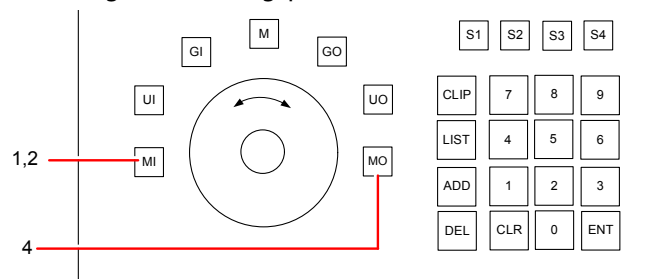 M
S1 S2 S3 S4
GI GO
UI UO
CLIP 7 8 9
1,2 MI MO
LIST 4 5 6
ADD 1 2 3
4
DEL CLR 0 ENT